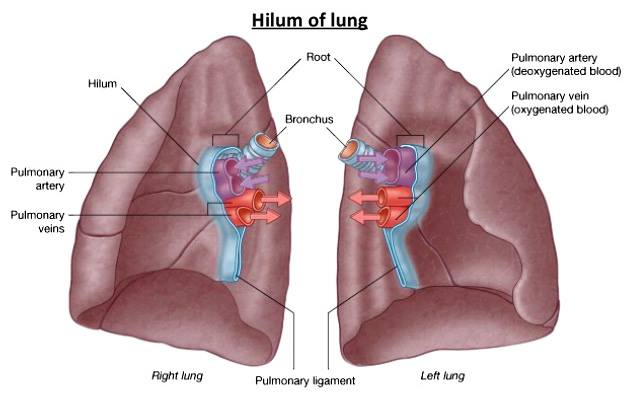 Hilum of lung
Root
Pulmonary artery
(deoxygenated blood)
Hilum
Pulmonary vein
(oxygenated blood)
Bronchus
Pulmonary
artery
Pulmonary
veins
Right lung
Pulmonary ligament
Left lung